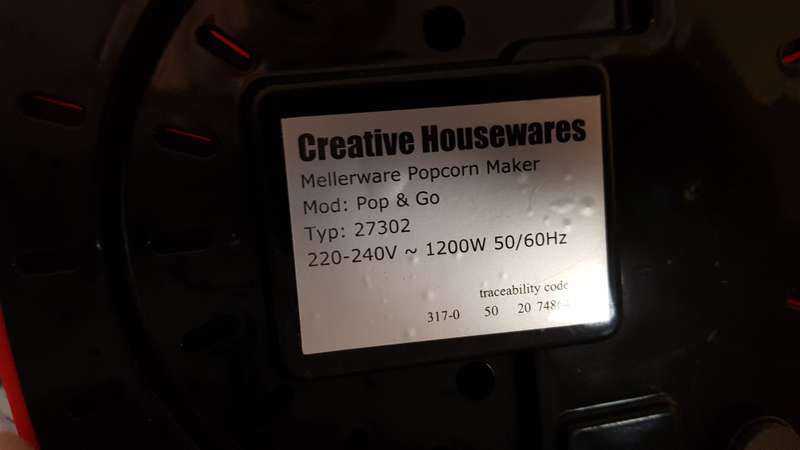 Creative Housewares
Mellerware Popcorn Maker
Mod: Pop & Go
Typ: 27302
220-240V ~ 1200W 50/60Hz
traceability code
317-0 50 20